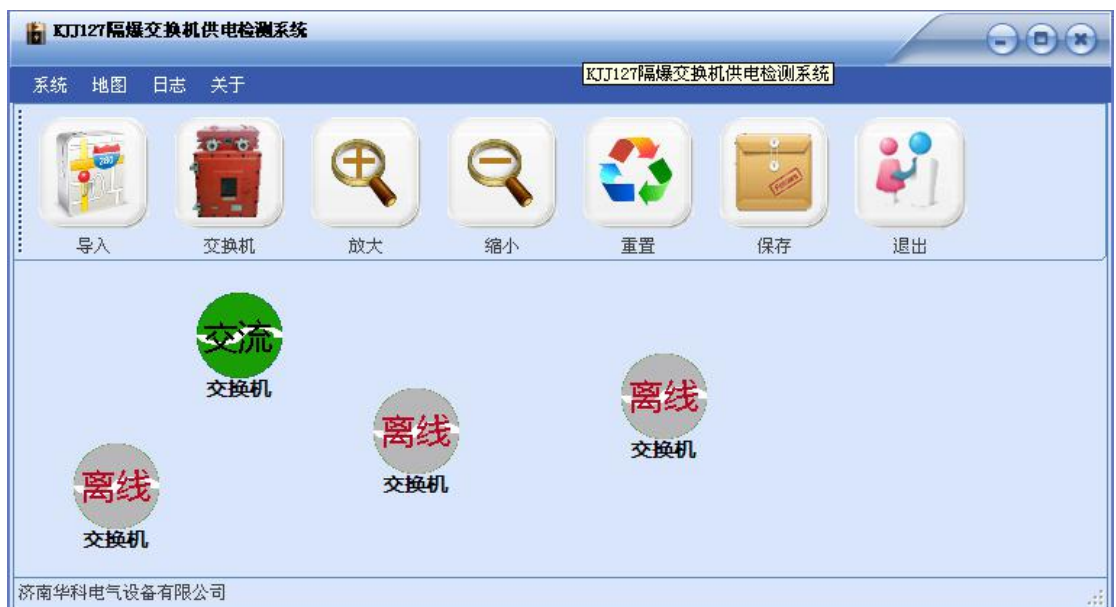 KJJ127隔爆交换机供电检测系统
KJJ127隔爆交换机供电检测系统
系统 地图 日志 关于
280
导入 交换机 放大 缩小 重置 保存 退出
交流
交换机
离线
交换机
离线
交换机
离线
交换机
济南华科电气设备有限公司